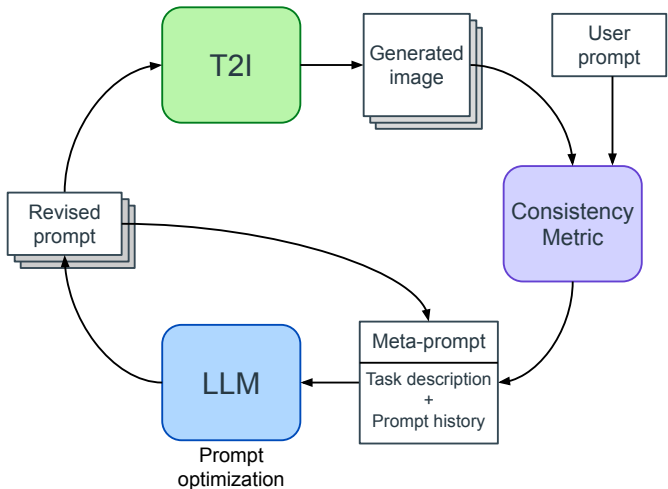 T2I
Generated
image
User
prompt
Revised
prompt
Consistency
Metric
LLM
Meta-prompt
Task description
+
Prompt history
Prompt
optimization